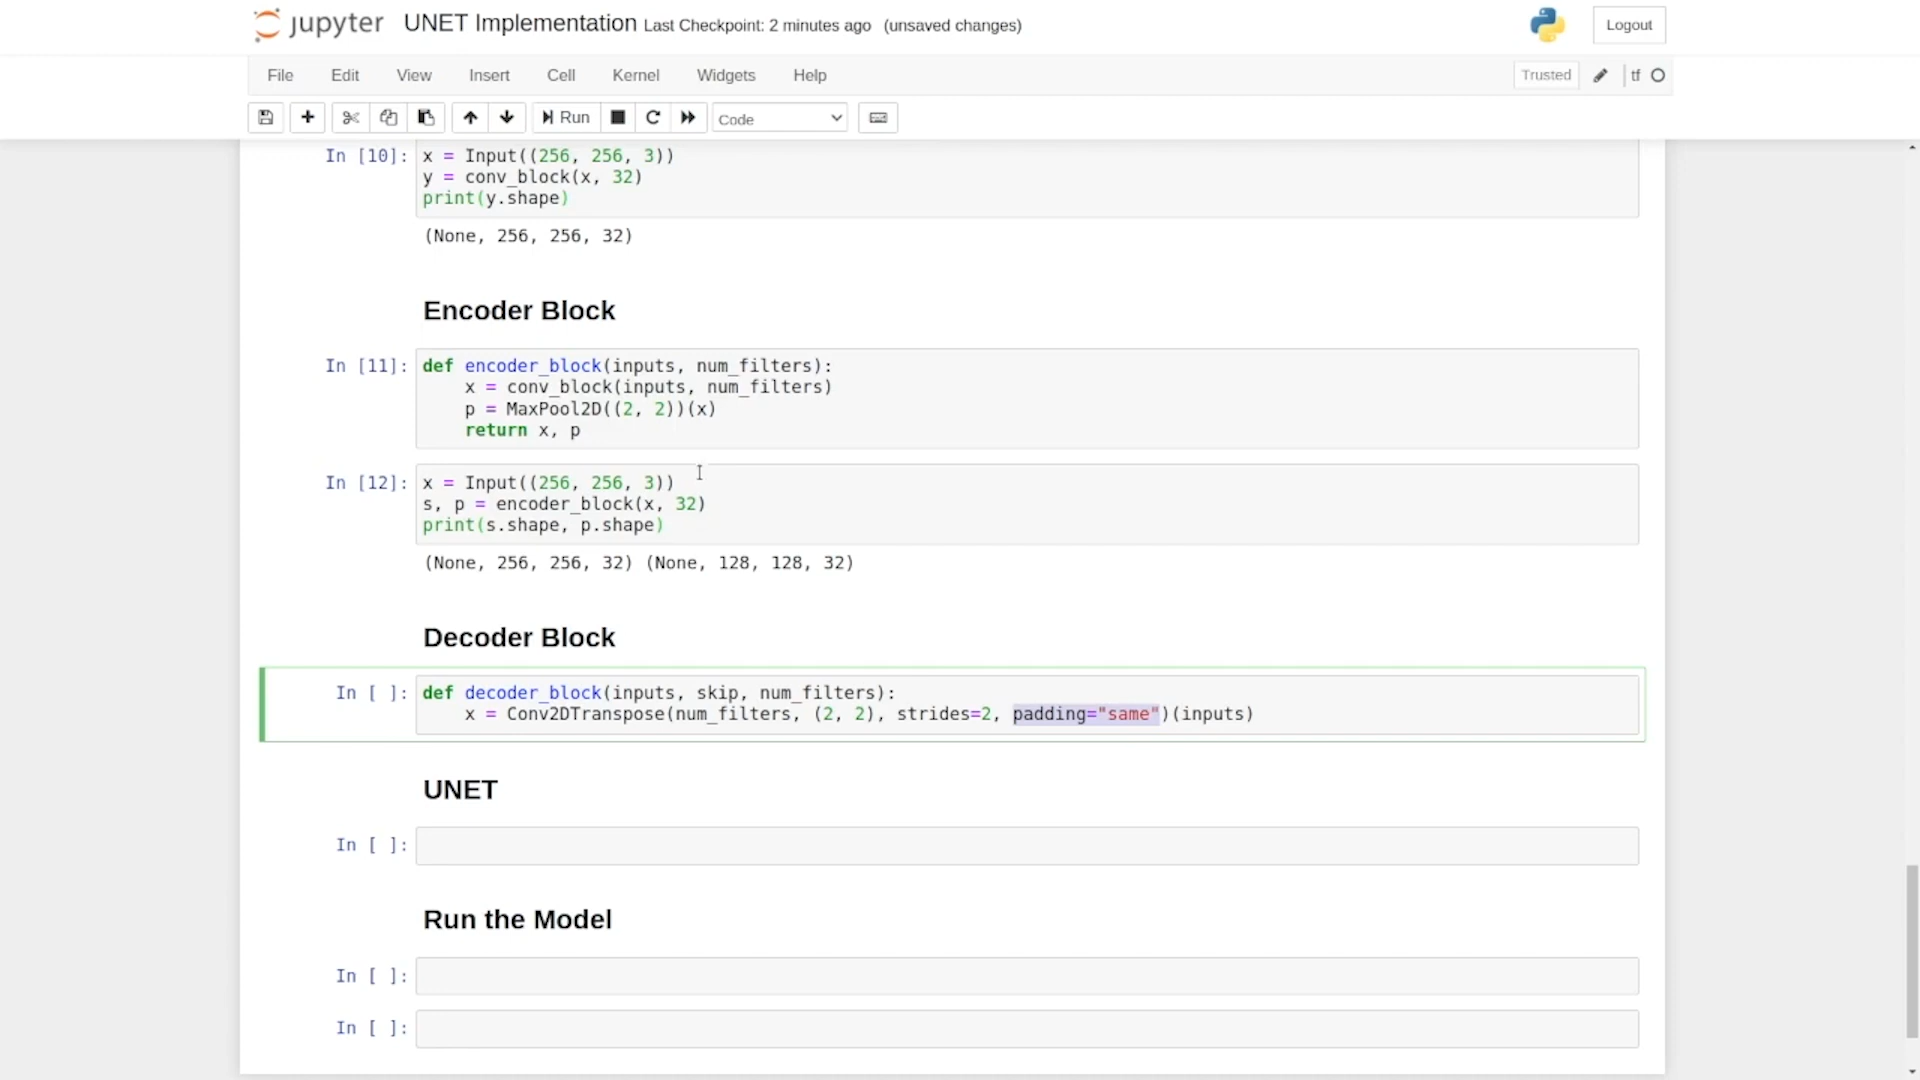 jupyter UNET Implementation Last Checkpoint: 2 minutes ago (unsaved changes) Logout
File Edit View Insert Cell Kernel Widgets Help Trusted tf
Run Code
In [10]: x = Input((256, 256, 3))
y = conv_block(x, 32)
print(y.shape)
(None, 256, 256, 32)
Encoder Block
In [11]: def encoder_block(inputs, num_filters):
x = conv_block(inputs, num_filters)
p = MaxPool2D((2, 2))(x)
return x, p
In [12]: x = Input((256, 256, 3))
s, p = encoder_block(x, 32)
print(s.shape, p.shape)
(None, 256, 256, 32) (None, 128, 128, 32)
Decoder Block
In [ ]: def decoder_block(inputs, skip, num_filters):
x = Conv2DTranspose(num_filters, (2, 2), strides=2, padding="same")(inputs)
UNET
In [ ]:
Run the Model
In [ ]:
In [ ]: